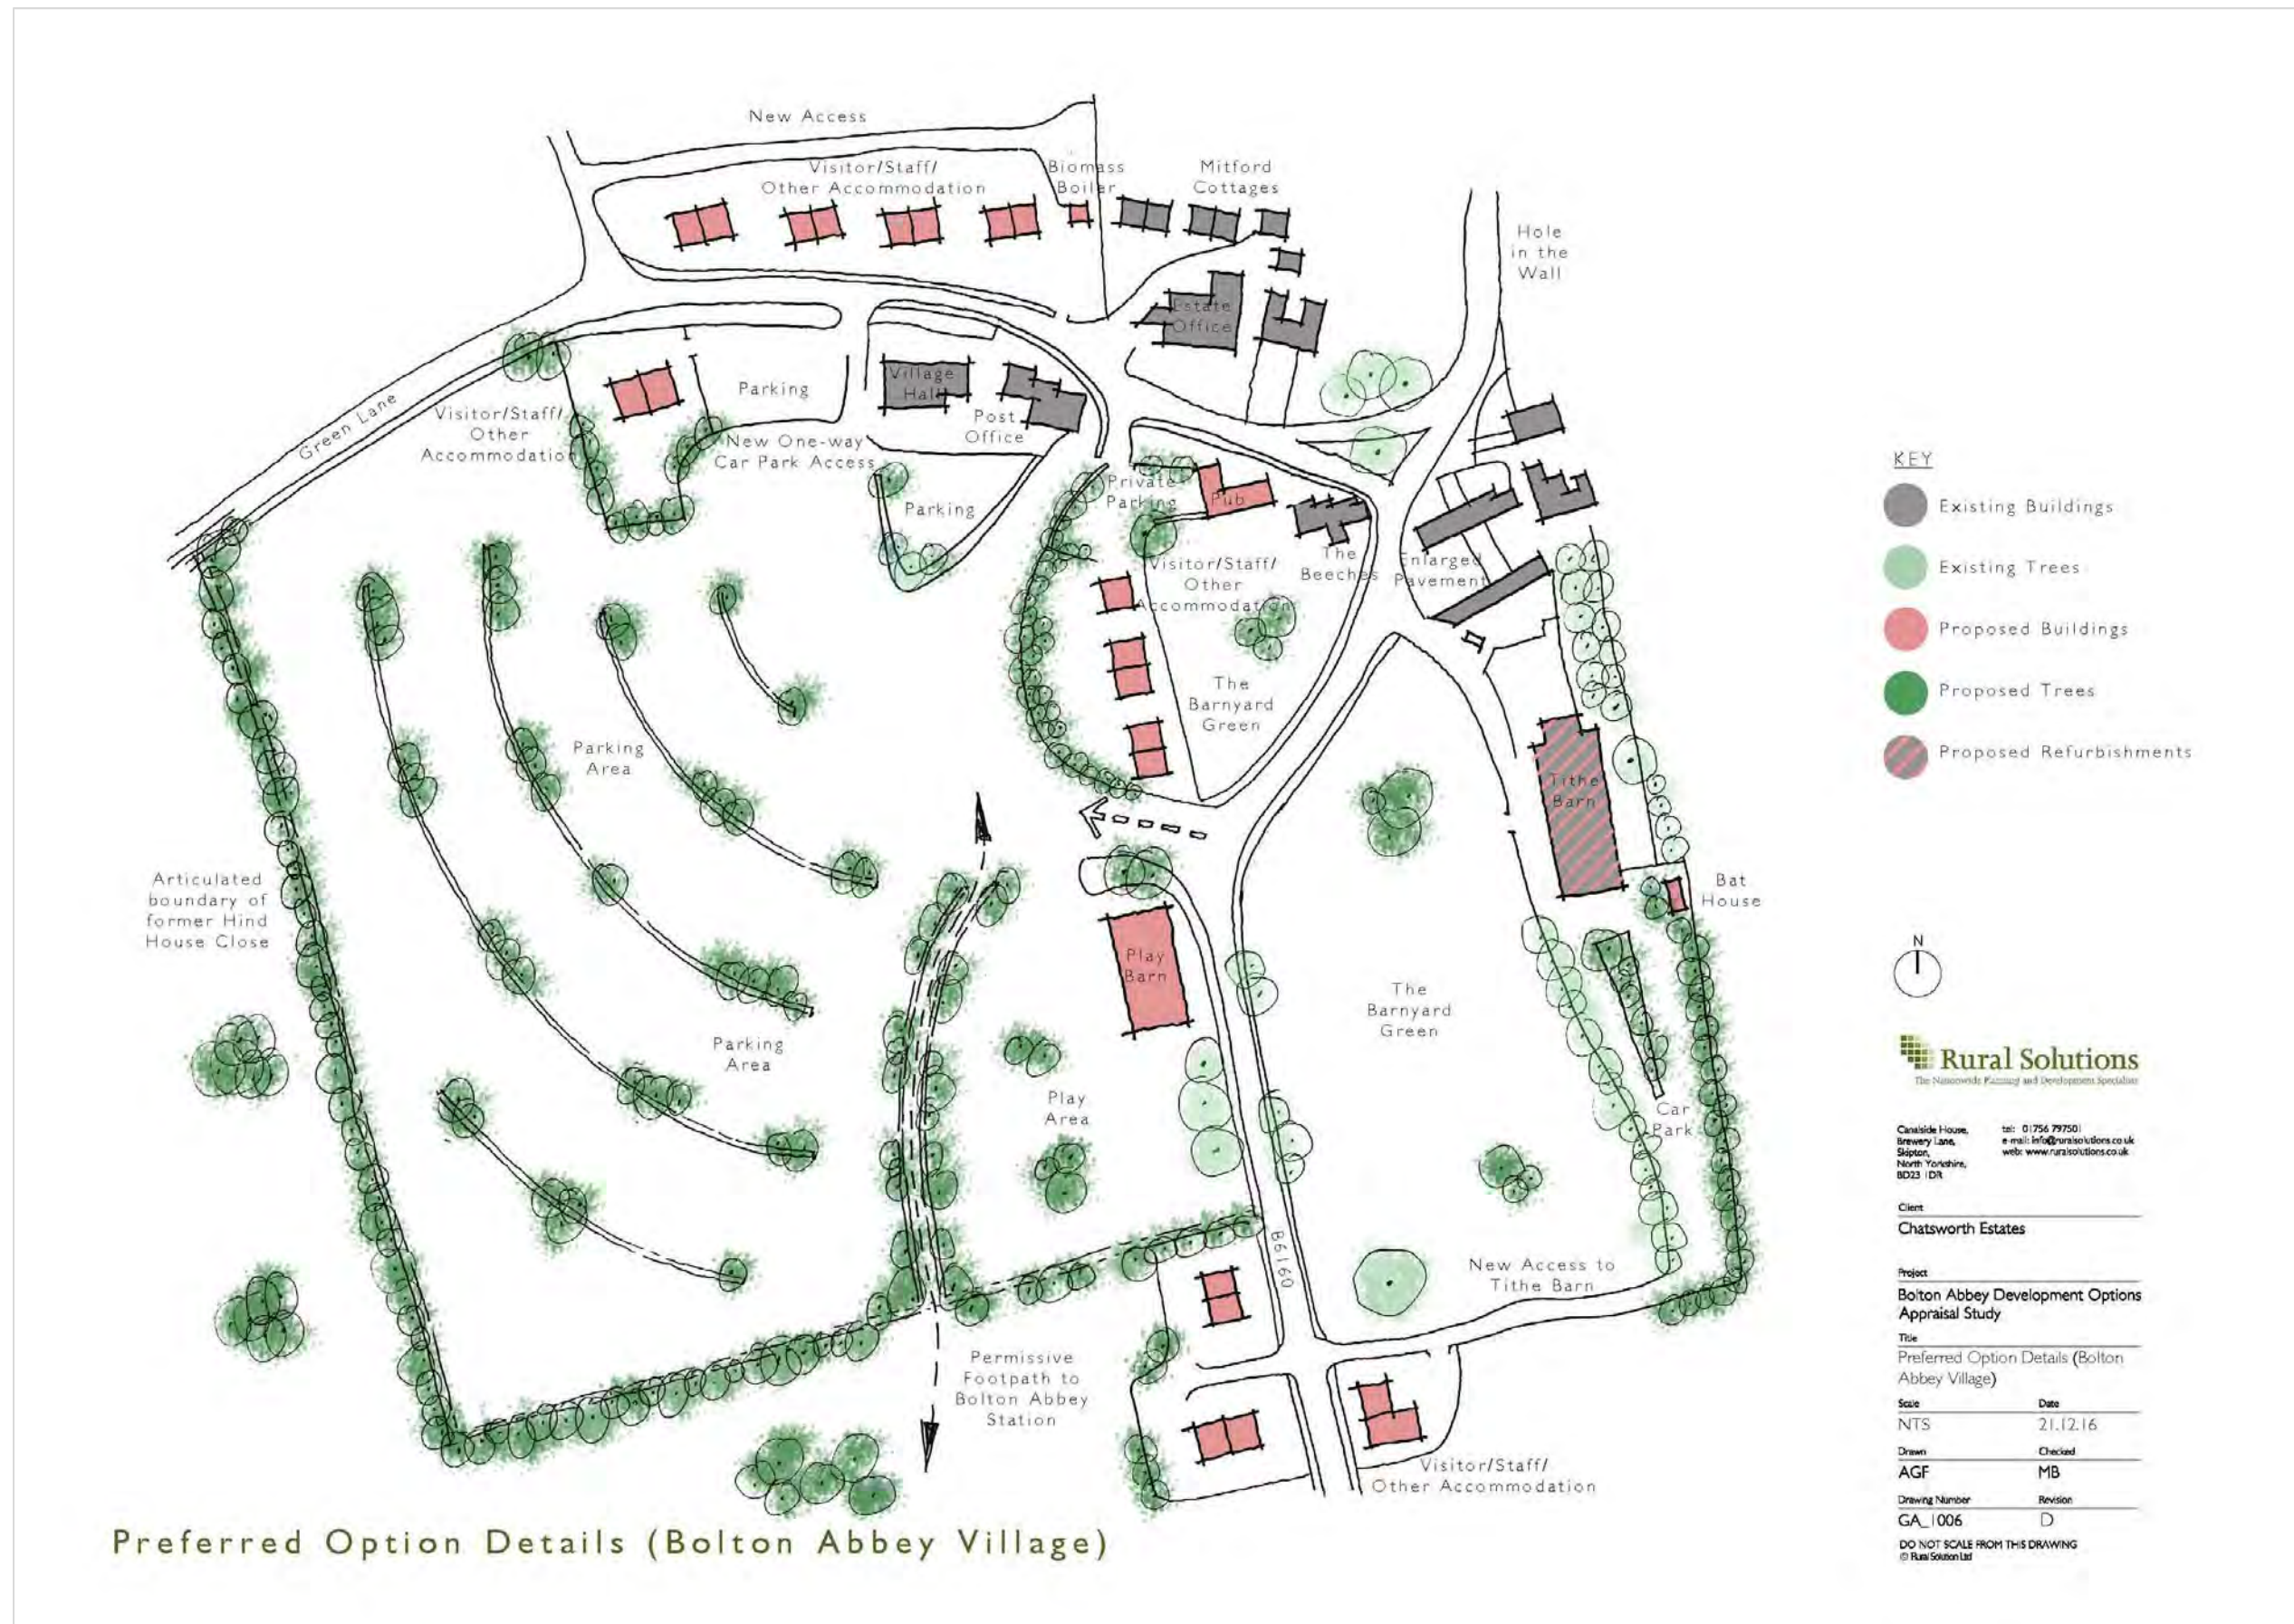 New Access
Visitor/Staff/
Other Accommodation
Biomass
Boiler
Mitford
Cottages
Hole
in the
Wall
Estate
Office
Green Lane
Visitor/Staff/
Other
Accommodation
Parking
Village
Hall
Post
Office
New One-way
Car Park Access
Parking
Private
Parking
Pub
Visitor/Staff/
Other
Accommodation
The
Beeches
Enlarged
Pavement
The
Barnyard
Green
Parking
Area
Tithe
Barn
Bat
House
Articulated
boundary of
former Hind
House Close
Play
Barn
The
Barnyard
Green
Parking
Area
Play
Area
Car
Park
B6160
New Access to
Tithe Barn
Permissive
Footpath to
Bolton Abbey
Station
Visitor/Staff/
Other Accommodation
Preferred Option Details (Bolton Abbey Village)
KEY
Existing Buildings
Existing Trees
Proposed Buildings
Proposed Trees
Proposed Refurbishments
N
Rural Solutions
The Nationwide Planning and Development Specialists
Canalside House,
Brewery Lane,
Skipton,
North Yorkshire,
BD23 1DR
tel: 01756 797501
e-mail: info@ruralsolutions.co.uk
web: www.ruralsolutions.co.uk
Client
Chatsworth Estates
Project
Bolton Abbey Development Options
Appraisal Study
Title
Preferred Option Details (Bolton
Abbey Village)
Scale Date
NTS 21.12.16
Drawn Checked
AGF MB
Drawing Number Revision
GA_1006 D
DO NOT SCALE FROM THIS DRAWING
© Rural Solution Ltd